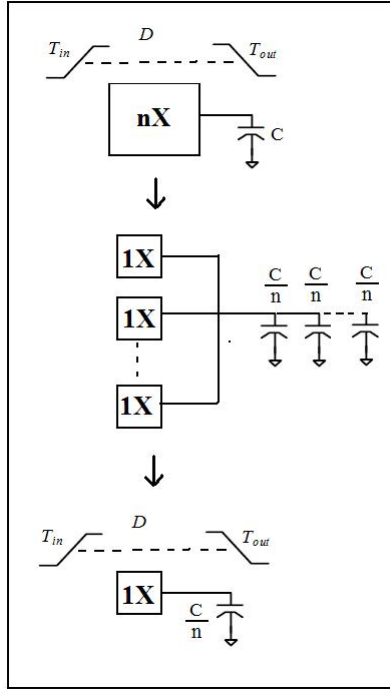 D
T_in T_out
nX
C
1X
C/n C/n C/n
1X
1X
D
T_in T_out
1X
C/n